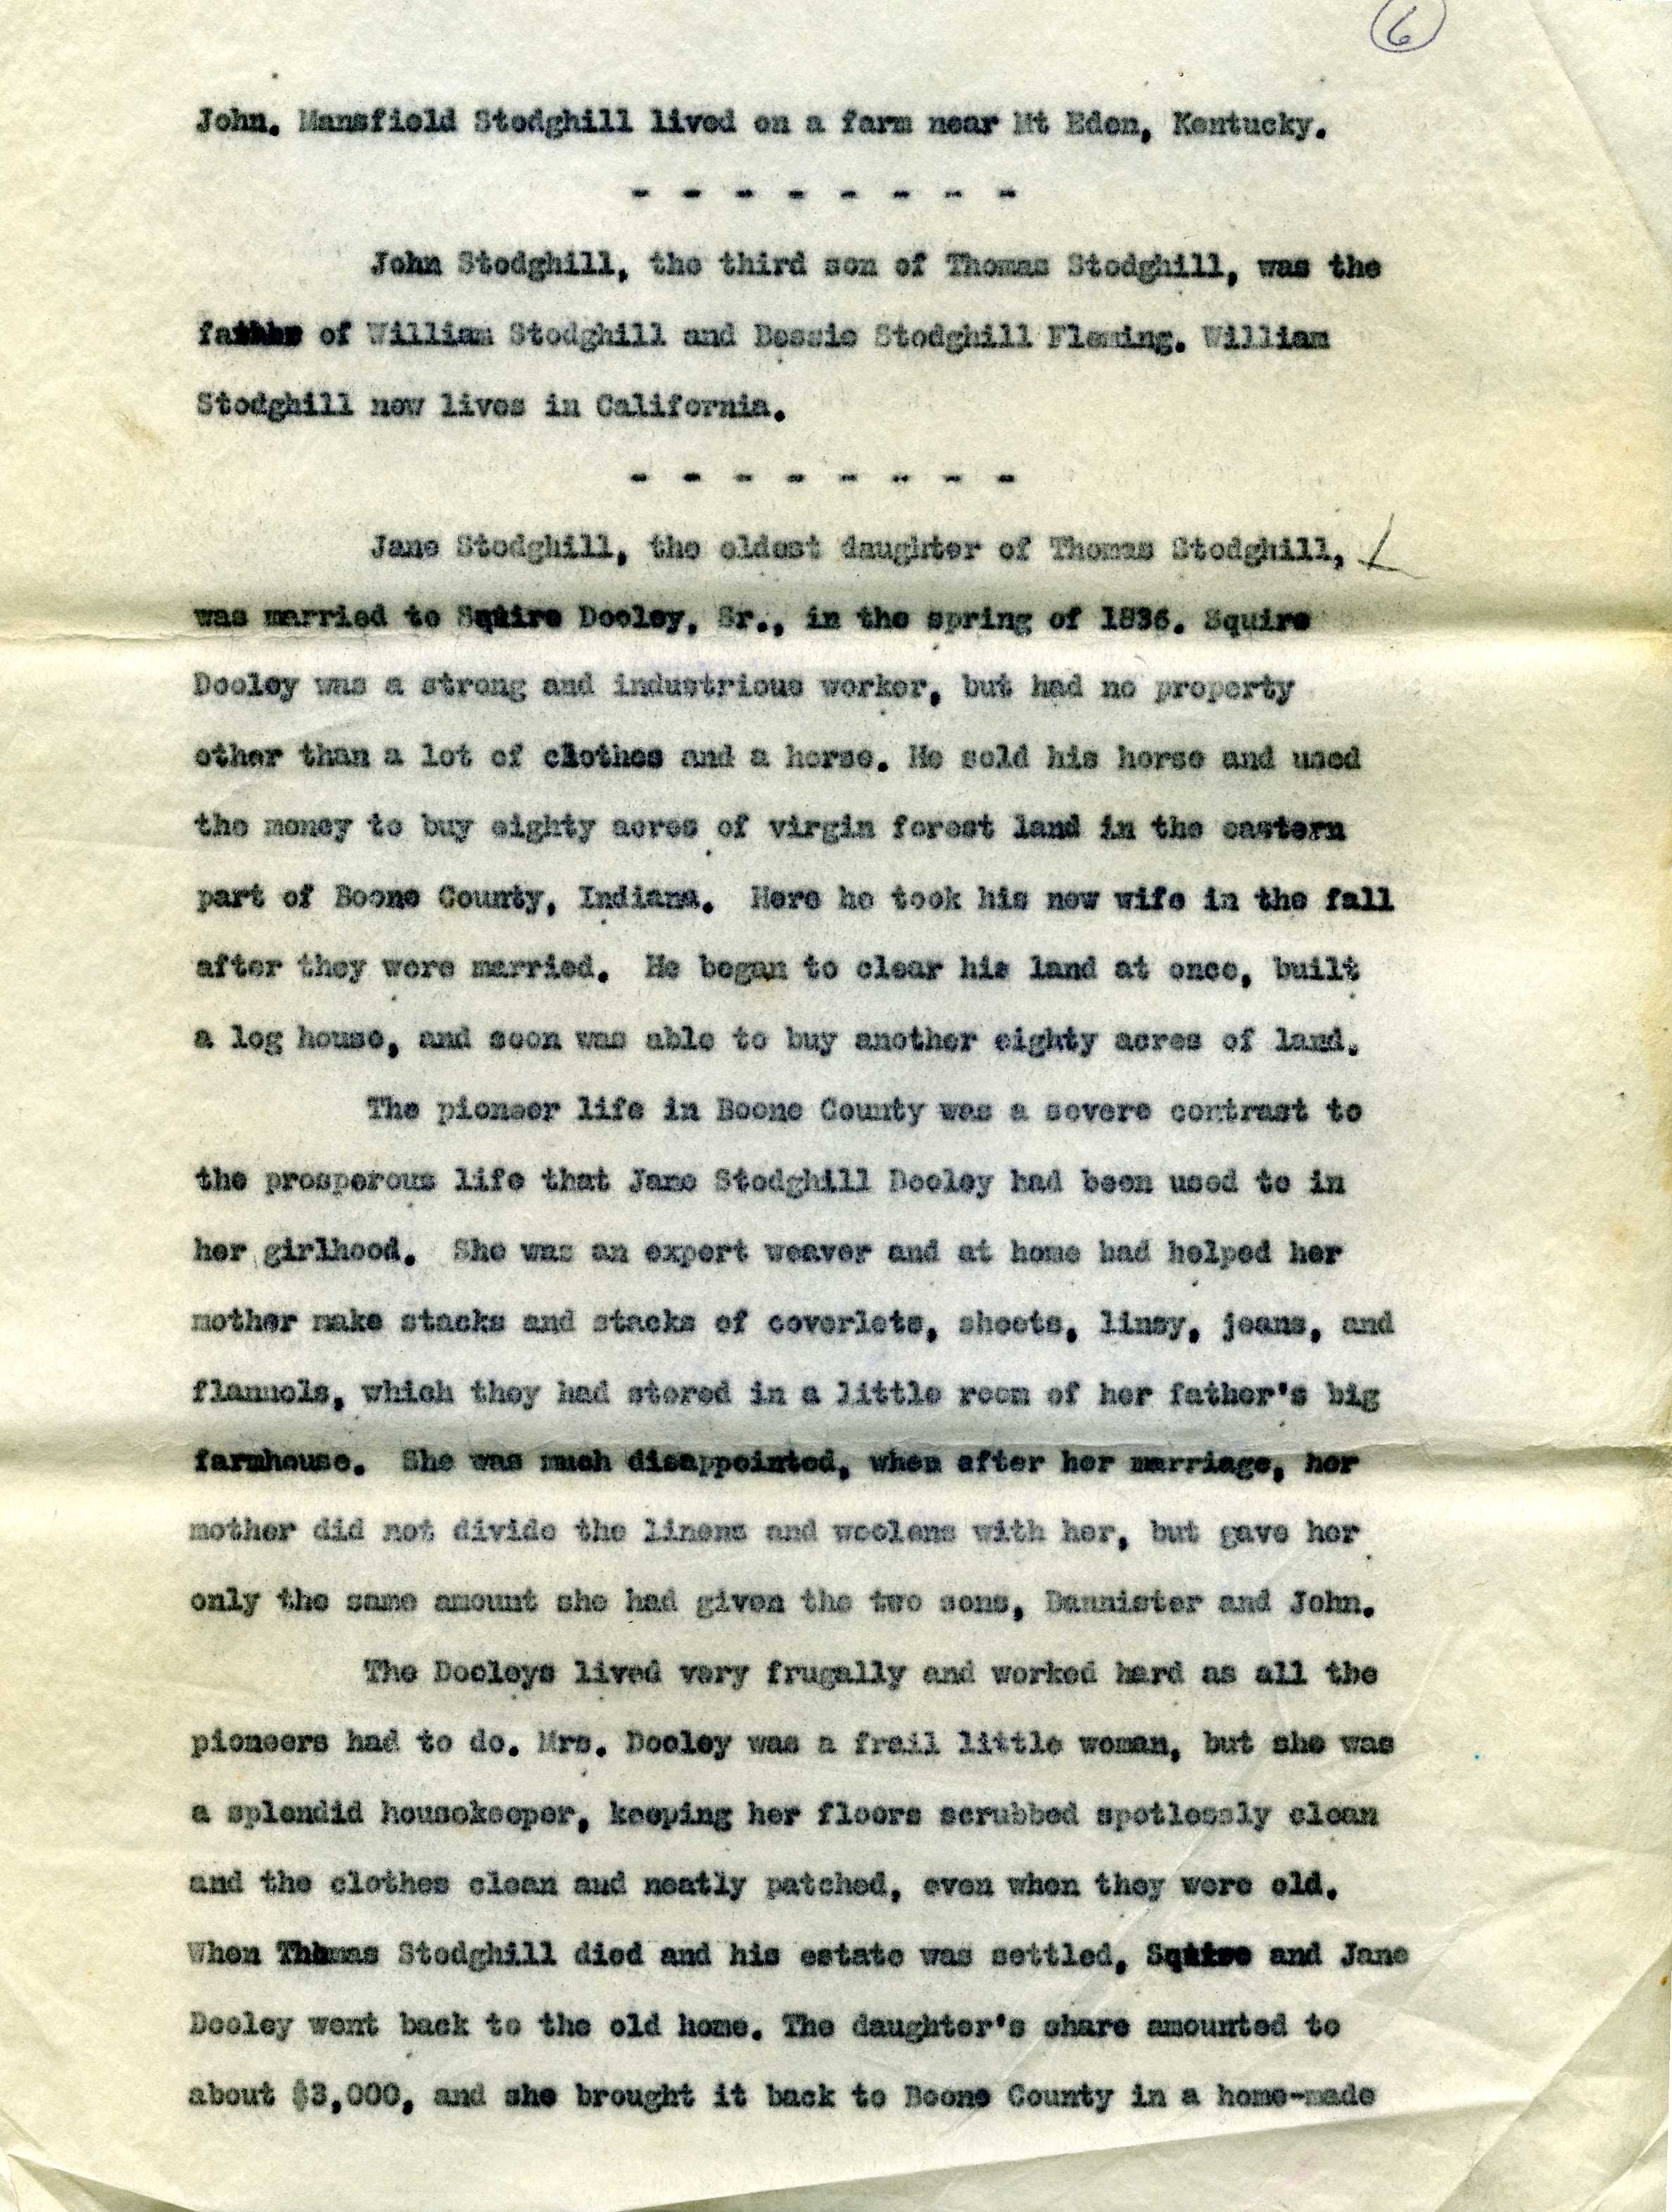 6
John. Mansfield Stodghill lived on a farm near Mt Eden, Kentucky.
- - - - - - - -
John Stodghill, the third son of Thomas Stodghill, was the
father of William Stodghill and Bessie Stodghill Fleming. William
Stodghill now lives in California.
- - - - - - - -
Jane Stodghill, the oldest daughter of Thomas Stodghill,
was married to Squire Dooley, Sr., in the spring of 1836. Squire
Dooley was a strong and industrious worker, but had no property
other than a lot of clothes and a horse. He sold his horse and used
the money to buy eighty acres of virgin forest land in the eastern
part of Boone County, Indiana. Here he took his new wife in the fall
after they were married. He began to clear his land at once, built
a log house, and soon was able to buy another eighty acres of land.
The pioneer life in Boone County was a severe contrast to
the prosperous life that Jane Stodghill Dooley had been used to in
her girlhood. She was an expert weaver and at home had helped her
mother make stacks and stacks of coverlets, sheets, linsy, jeans, and
flannels, which they had stored in a little room of her father's big
farmhouse. She was much disappointed, when after her marriage, her
mother did not divide the linens and woolens with her, but gave her
only the same amount she had given the two sons, Bannister and John.
The Dooleys lived very frugally and worked hard as all the
pioneers had to do. Mrs. Dooley was a frail little woman, but she was
a splendid housekeeper, keeping her floors scrubbed spotlessly clean
and the clothes clean and neatly patched, even when they were old.
When Thomas Stodghill died and his estate was settled, Squire and Jane
Dooley went back to the old home. The daughter's share amounted to
about $3,000, and she brought it back to Boone County in a home-made